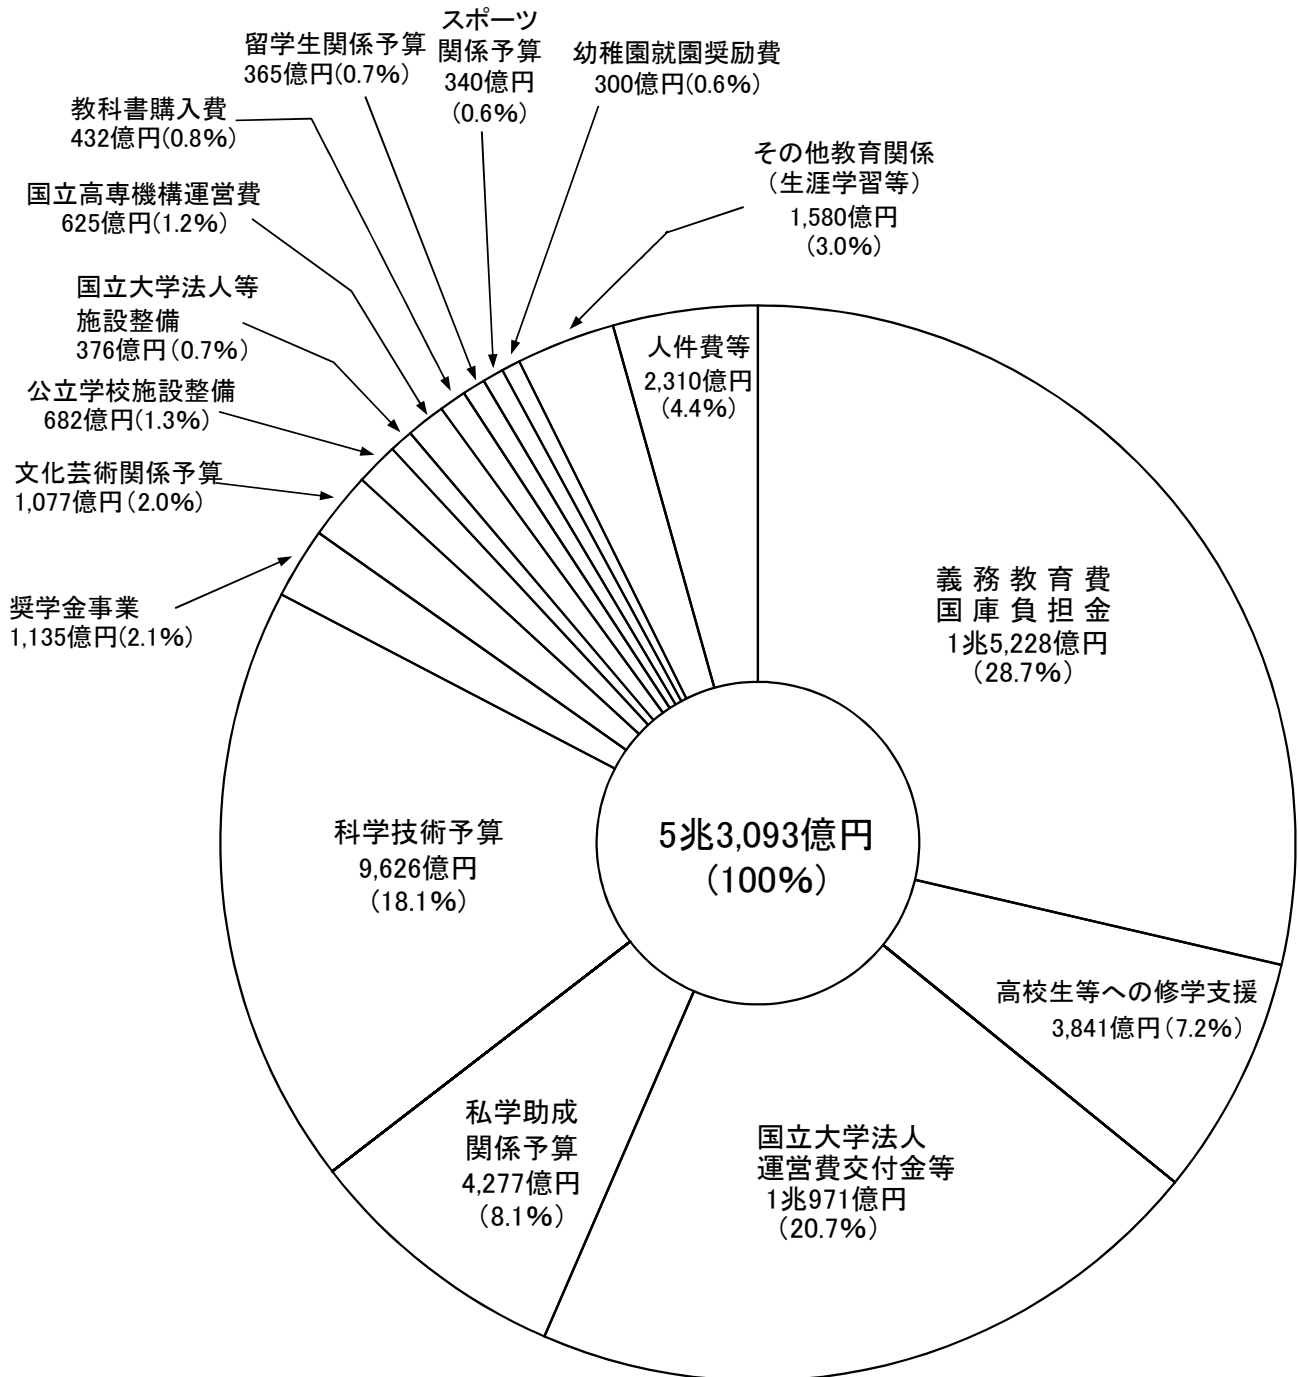 スポーツ
関係予算
340億円
(0.6%)
留学生関係予算
365億円(0.7%)
幼稚園就園奨励費
300億円(0.6%)
教科書購入費
432億円(0.8%)
その他教育関係
（生涯学習等）
1,580億円
(3.0%)
国立高専機構運営費
625億円(1.2%)
国立大学法人等
施設整備
376億円(0.7%)
公立学校施設整備
682億円(1.3%)
文化芸術関係予算
1,077億円(2.0%)
奨学金事業
1,135億円(2.1%)
人件費等
2,310億円
(4.4%)
義務教育費
国庫負担金
1兆5,228億円
(28.7%)
5兆3,093億円
(100%)
科学技術予算
9,626億円
(18.1%)
高校生等への修学支援
3,841億円(7.2%)
私学助成
関係予算
4,277億円
(8.1%)
国立大学法人
運営費交付金等
1兆971億円
(20.7%)